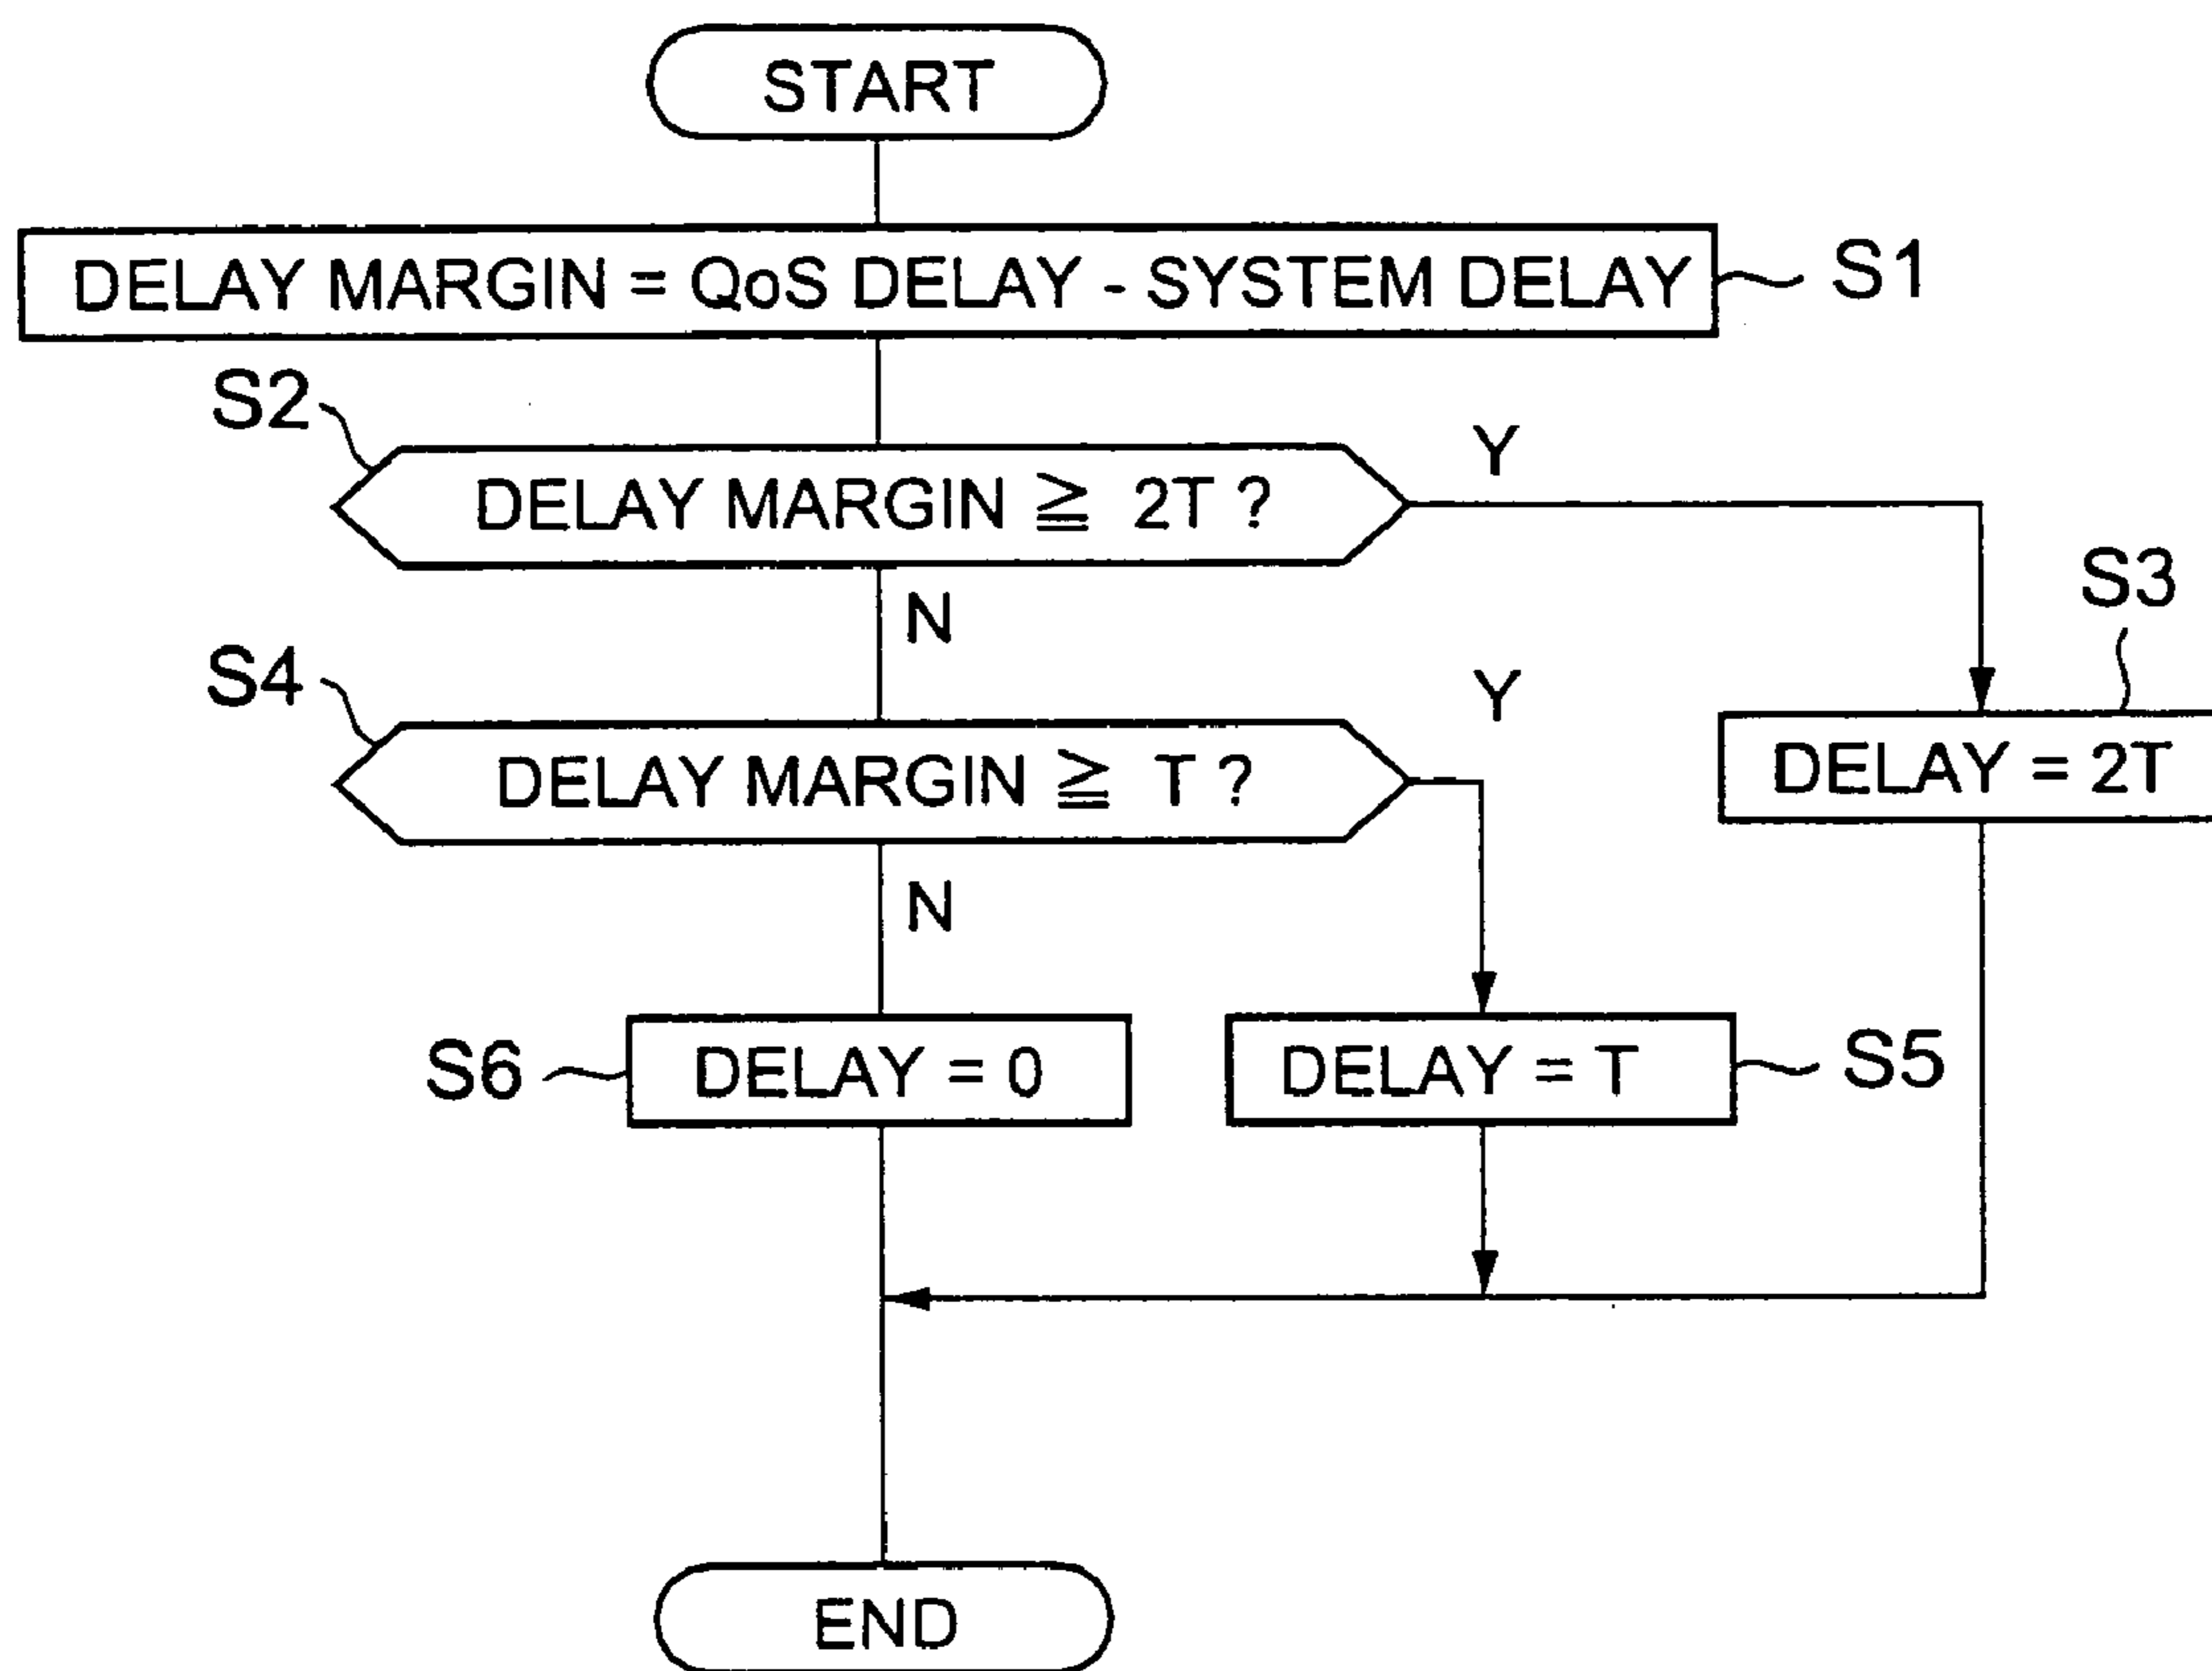 START
DELAY MARGIN = QoS DELAY - SYSTEM DELAY
S1
S2
DELAY MARGIN ≧ 2T ?
Y
N
S3
DELAY = 2T
S4
DELAY MARGIN ≧ T ?
Y
N
S6
DELAY = 0
DELAY = T
S5
END